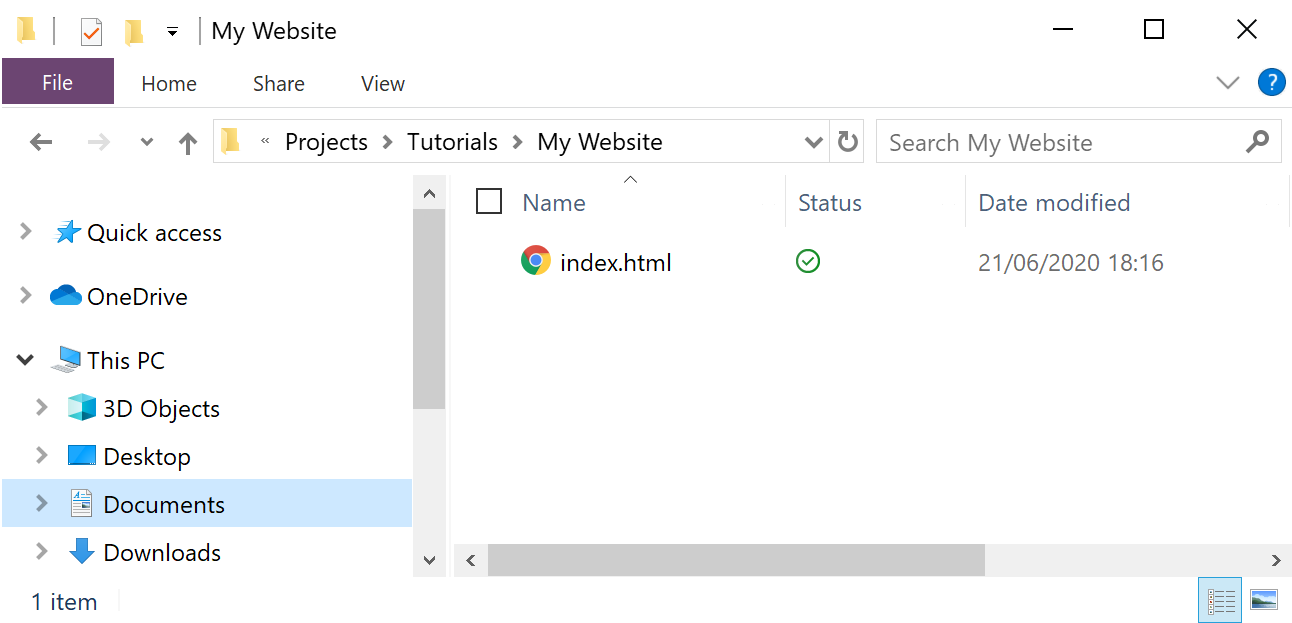 My Website
File Home Share View ?
« Projects > Tutorials > My Website Search My Website
Name Status Date modified
Quick access
index.html 21/06/2020 18:16
OneDrive
This PC
3D Objects
Desktop
Documents
Downloads
1 item